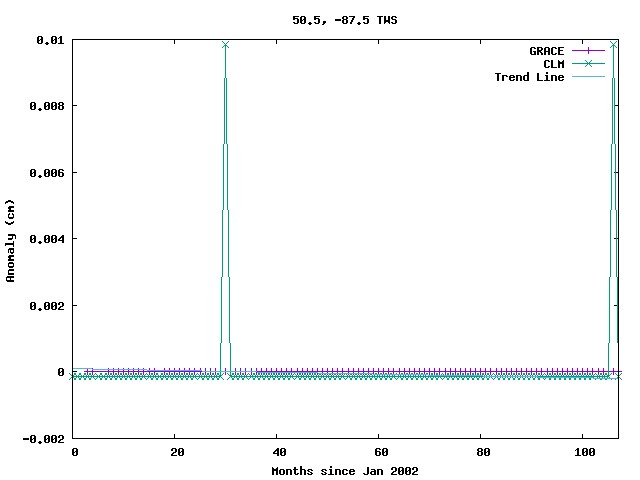 50.5, -87.5 TWS
0.01
GRACE
CLM
Trend Line
0.008
0.006
0.004
0.002
0
-0.002
Anomaly (cm)
0 20 40 60 80 100
Months since Jan 2002